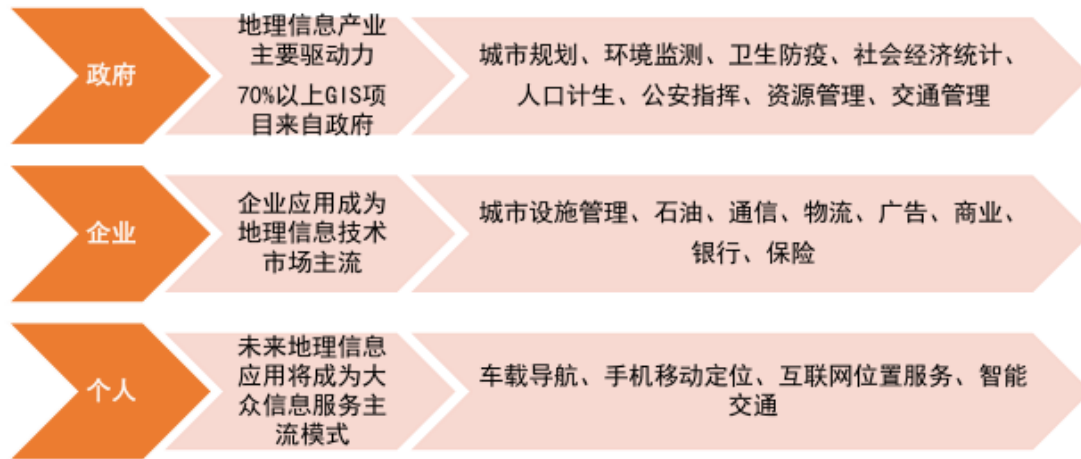 政府
地理信息产业
主要驱动力
70%以上GIS项
目来自政府
城市规划、环境监测、卫生防疫、社会经济统计、
人口计生、公安指挥、资源管理、交通管理
企业
企业应用成为
地理信息技术
市场主流
城市设施管理、石油、通信、物流、广告、商业、
银行、保险
个人
未来地理信息
应用将成为大
众信息服务主
流模式
车载导航、手机移动定位、互联网位置服务、智能
交通